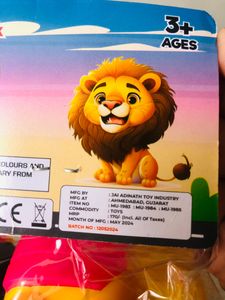 3+
AGES
COLOURS AND
ARY FROM
MFG BY : JAI ADINATH TOY INDUSTRY
MFG AT : AHMEDABAD, GUJARAT
ITEM NO : MU-1983 : MU-1984 : MU-1985
COMMODITY : TOYS
MRP : 170/- (Incl. All Of Taxes)
MONTH OF MFG : MAY 2024
BATCH NO : 12052024
CE